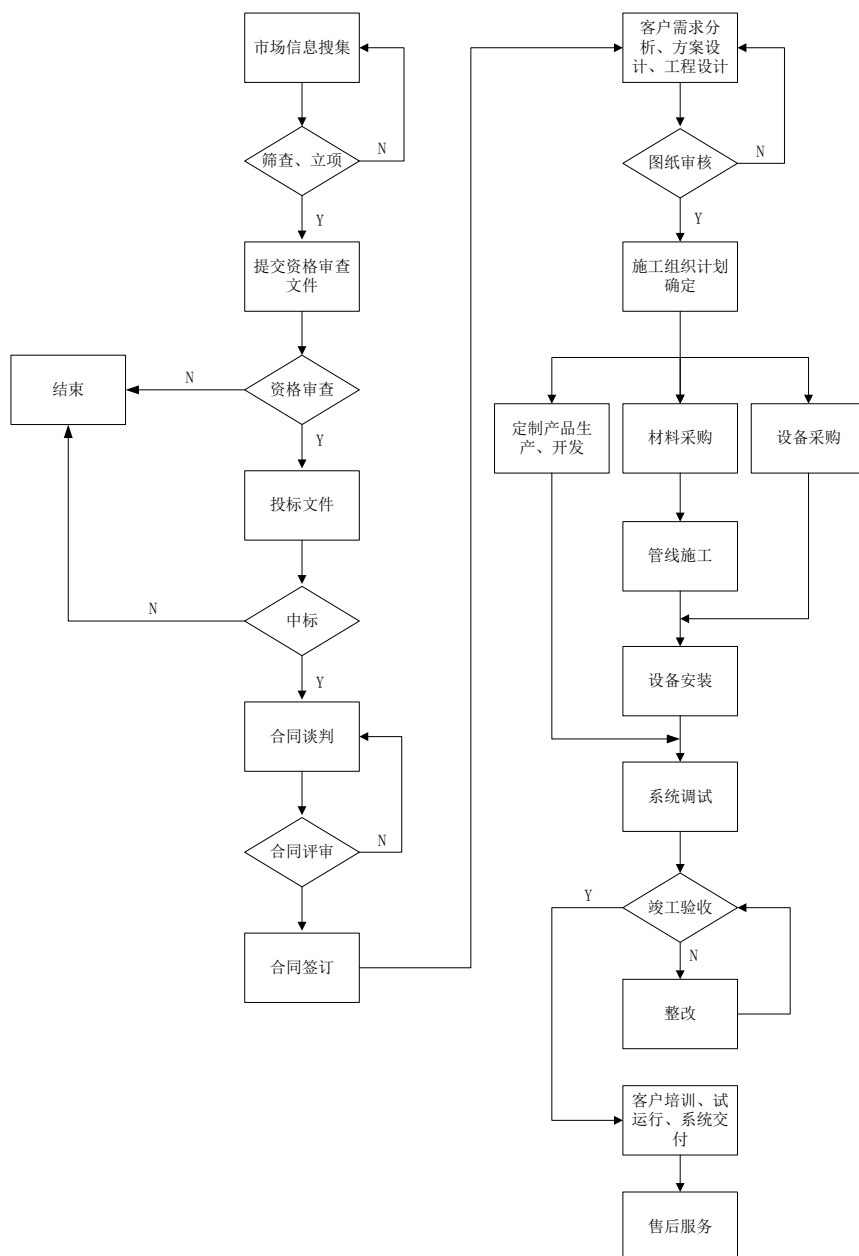 市场信息搜集
N
筛查、立项
Y
提交资格审查
文件
结束
N
资格审查
Y
投标文件
N
中标
Y
合同谈判
合同评审
N
合同签订
客户需求分
析、方案设
计、工程设计
图纸审核
N
Y
施工组织计划
确定
定制产品生
产、开发
材料采购
设备采购
管线施工
设备安装
系统调试
Y
竣工验收
N
整改
客户培训、试
运行、系统交
付
售后服务